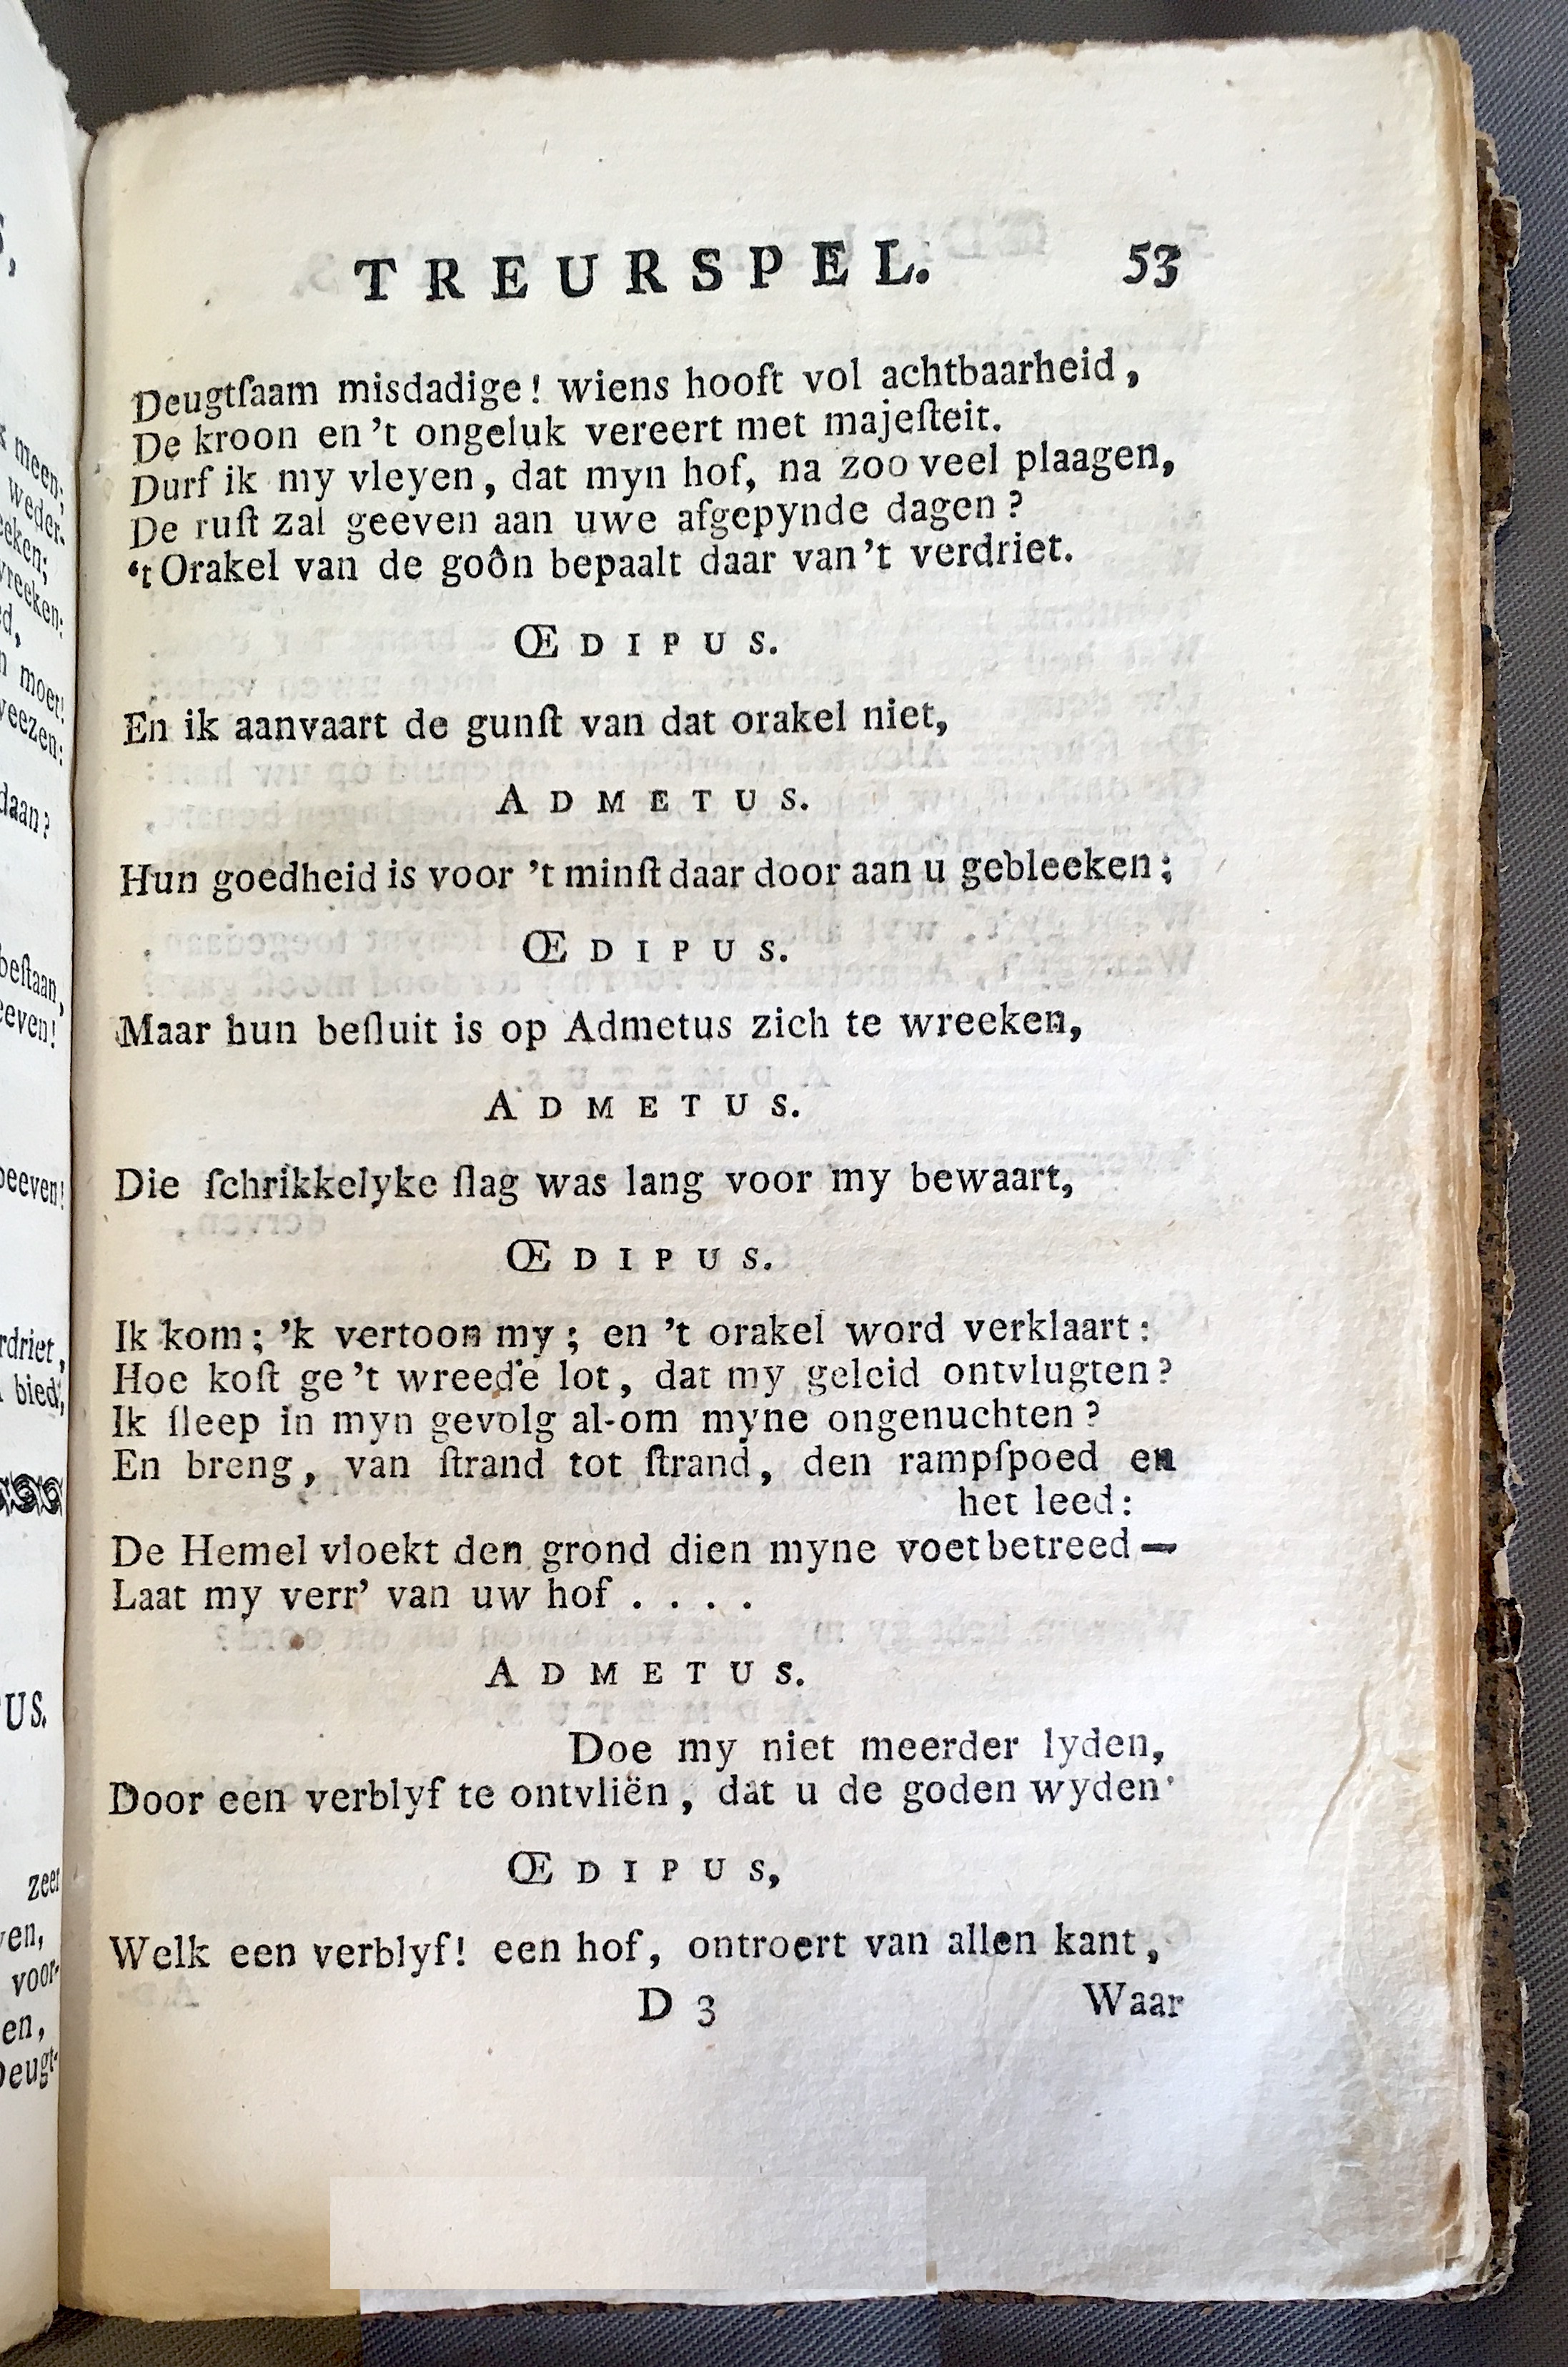 TREURSPEL. 53
Deugtſaam misdadige! wiens hooft vol achtbaarheid,
De kroon en 't ongeluk vereert met majeſteit.
Durf ik my vleyen, dat myn hof, na zoo veel plaagen,
De ruſt zal geeven aan uwe afgepynde dagen?
‘t Orakel van de goôn bepaalt daar van 't verdriet.
ŒDIPUS.
En ik aanvaart de gunſt van dat orakel niet,
ADMETUS.
Hun goedheid is voor 't minſt daar door aan u gebleeken;
ŒDIPUS.
Maar hun beſluit is op Admetus zich te wreeken,
ADMETUS.
Die ſchrikkelyke ſlag was lang voor my bewaart,
ŒDIPUS.
Ik kom; 'k vertoon my; en 't orakel word verklaart:
Hoe koſt ge 't wreede lot, dat my geleid ontvlugten?
Ik ſleep in myn gevolg al-om myne ongenuchten?
En breng, van ſtrand tot ſtrand, den rampſpoed en
het leed:
De Hemel vloekt den grond dien myne voet betreed—
Laat my verr' van uw hof . . . .
ADMETUS.
Doe my niet meerder lyden,
Door een verblyf te ontvliën, dat u de goden wyden'
ŒDIPUS,
Welk een verblyf! een hof, ontroert van allen kant,
D 3 Waar